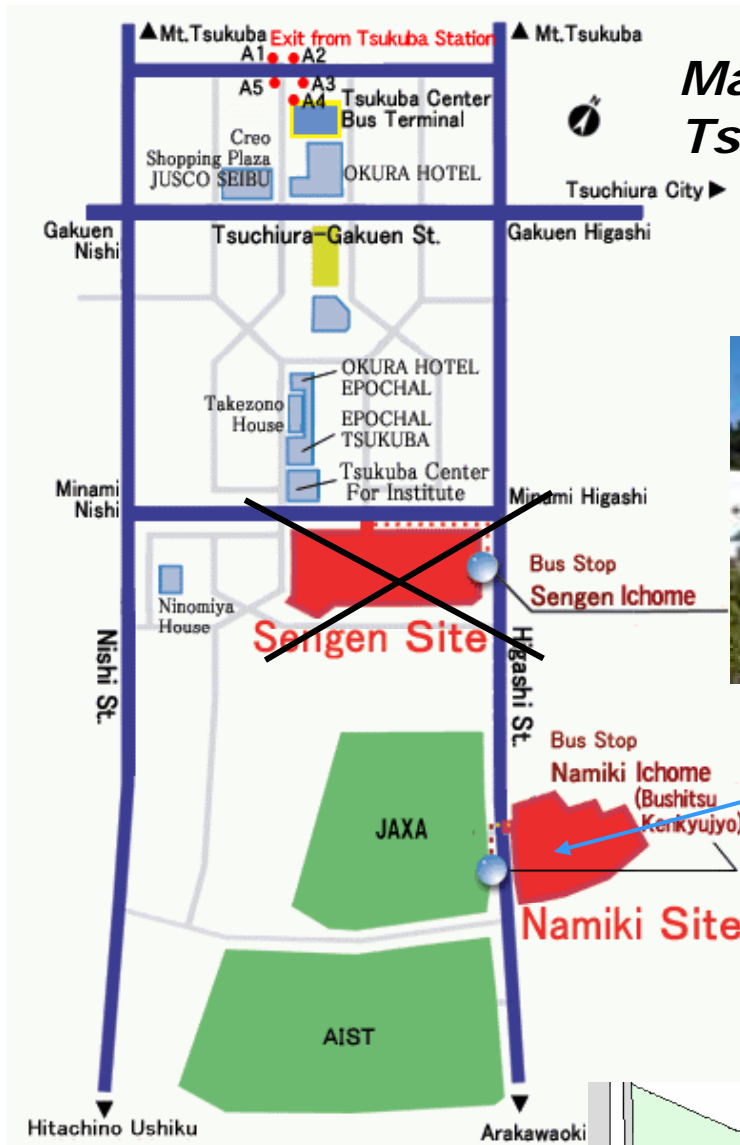 ▲Mt.Tsukuba
Exit from Tsukuba Station
▲ Mt. Tsukuba
A1
A2
A5
A3
A4
Tsukuba Center
Bus Terminal
N
Creo
Shopping Plaza
JUSCO SEIBU
OKURA HOTEL
Tsuchiura City ▶
Gakuen
Nishi
Tsuchiura-Gakuen St.
Gakuen Higashi
OKURA HOTEL
EPOCHAL
Takezono
House
EPOCHAL
TSUKUBA
Tsukuba Center
For Institute
Minami
Nishi
Minami Higashi
Bus Stop
Sengen Ichome
Ninomiya
House
Sengen Site
Nishi St.
Higashi St.
Bus Stop
Namiki Ichome
(Bushitsu
Kenkyujyo)
JAXA
Namiki Site
AIST
Hitachino Ushiku
Arakawaoki